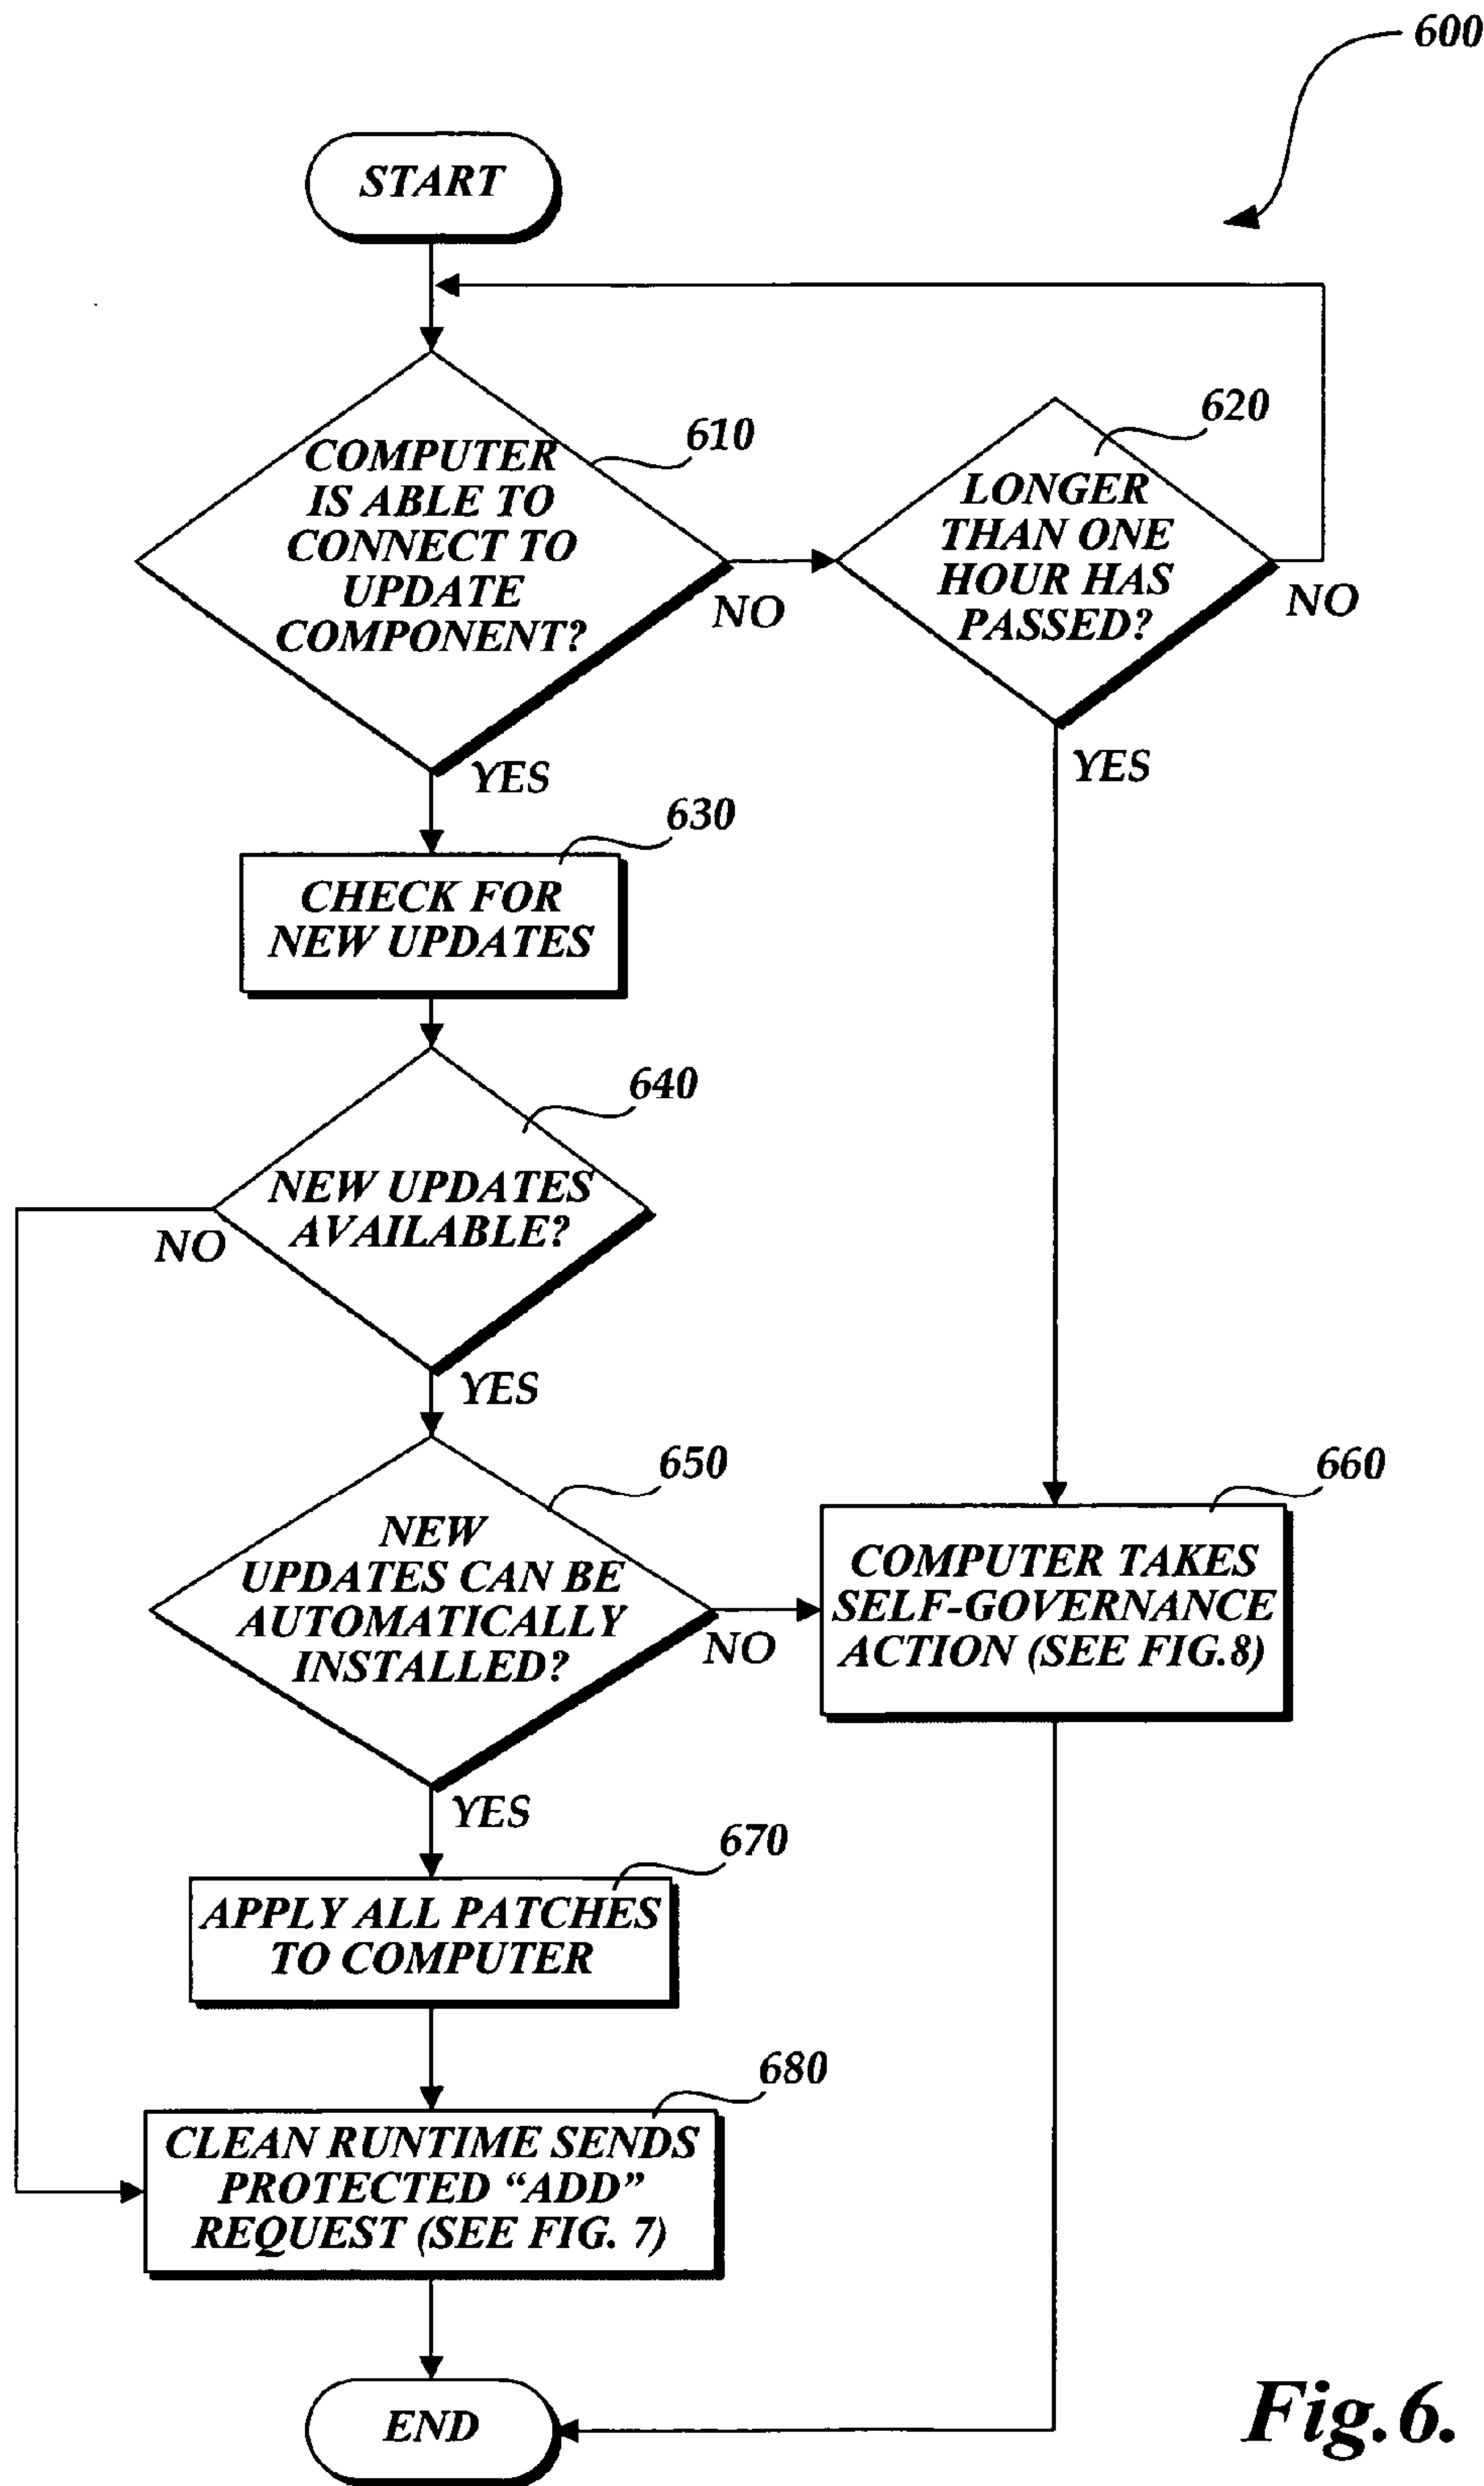 600
START
610
COMPUTER
IS ABLE TO
CONNECT TO
UPDATE
COMPONENT?
NO
YES
620
LONGER
THAN ONE
HOUR HAS
PASSED?
NO
YES
630
CHECK FOR
NEW UPDATES
640
NEW UPDATES
AVAILABLE?
NO
YES
650
NEW
UPDATES CAN BE
AUTOMATICALLY
INSTALLED?
NO
YES
660
COMPUTER TAKES
SELF-GOVERNANCE
ACTION (SEE FIG.8)
670
APPLY ALL PATCHES
TO COMPUTER
680
CLEAN RUNTIME SENDS
PROTECTED “ADD”
REQUEST (SEE FIG. 7)
END
Fig.6.